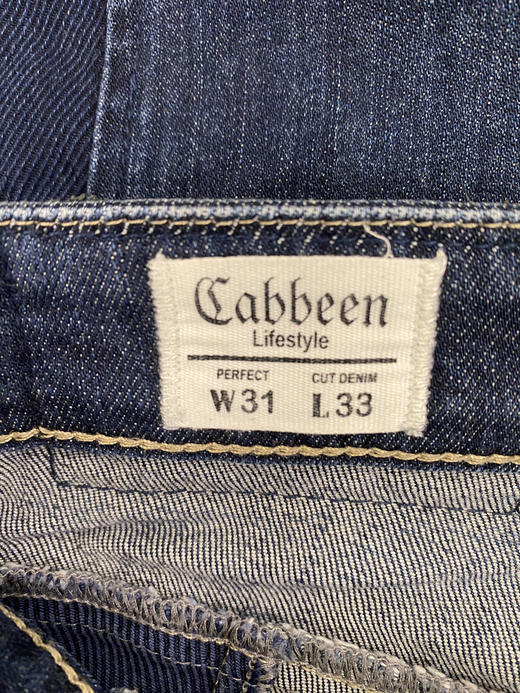 Cabbeen
Lifestyle
PERFECT CUT DENIM
W31 L33